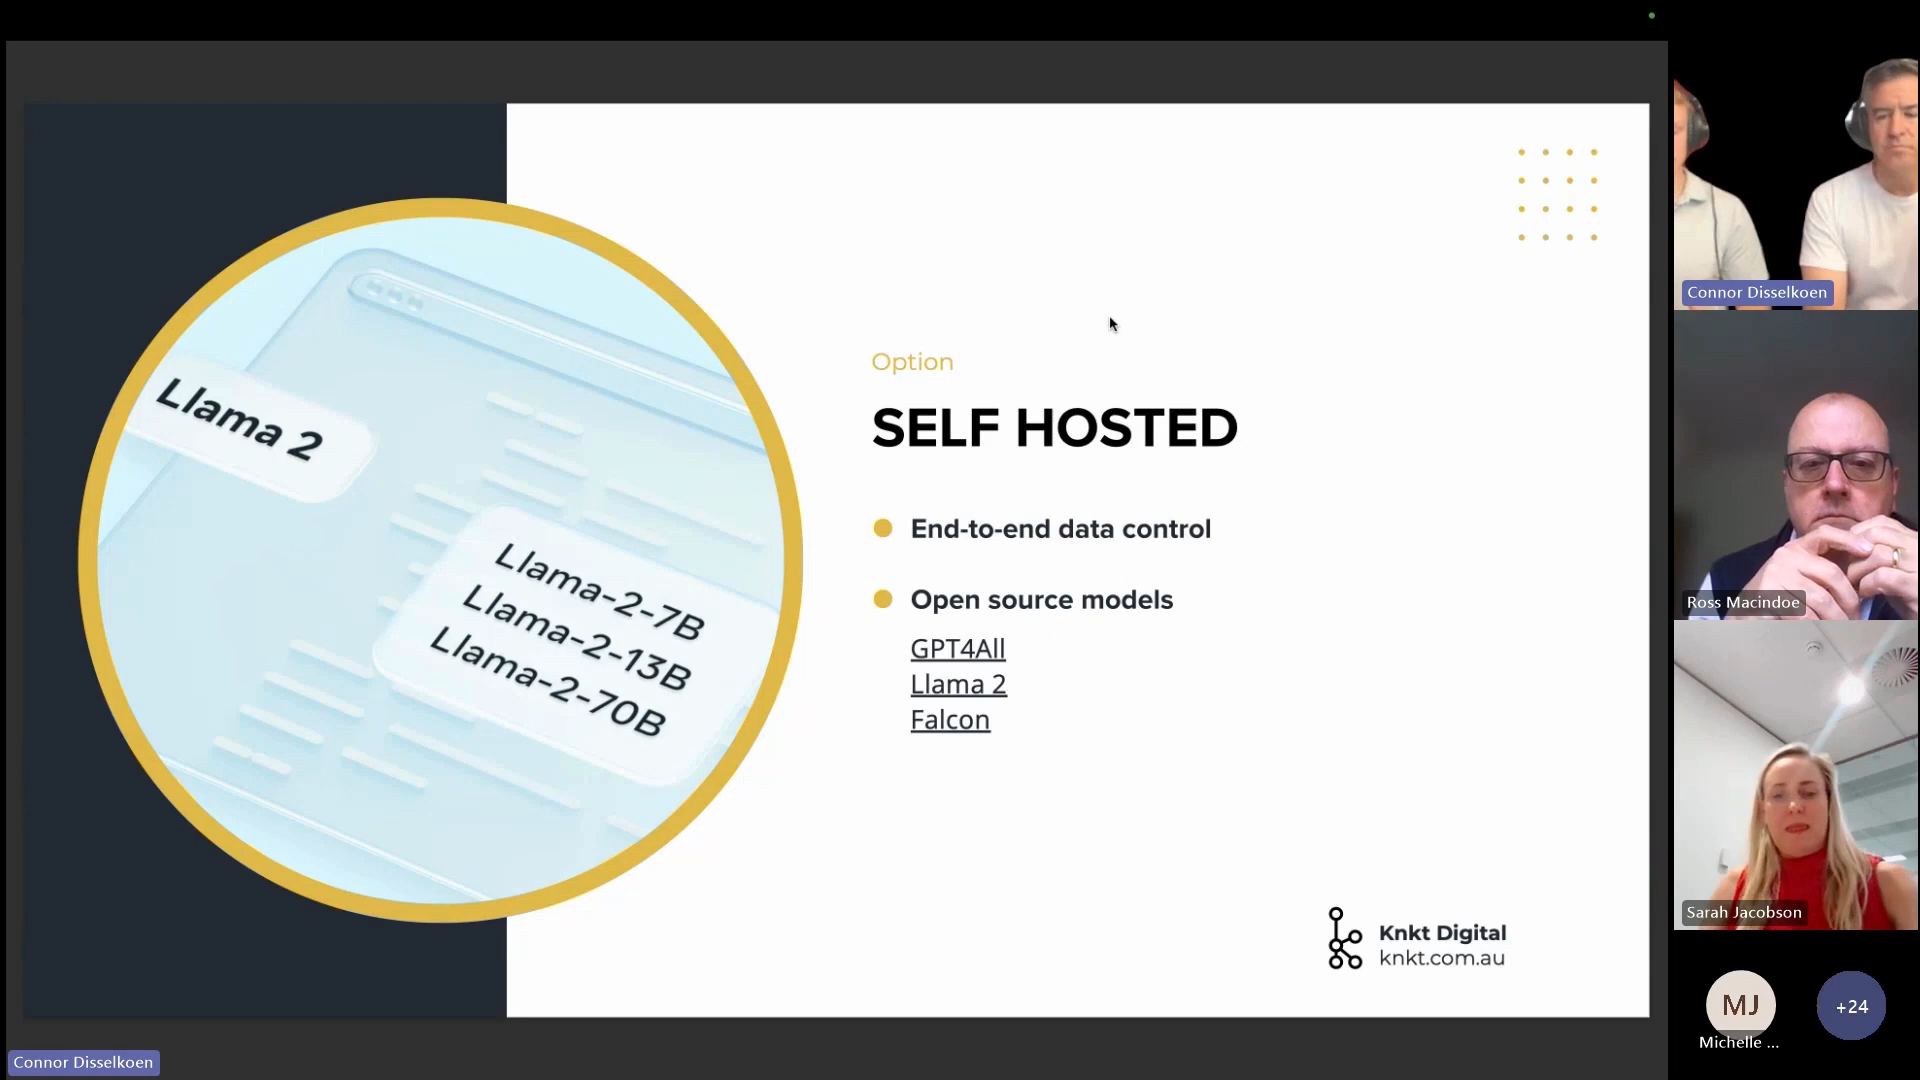 Llama 2
Llama-2-7B
Llama-2-13B
Llama-2-70B
Option
SELF HOSTED
End-to-end data control
Open source models
GPT4All
Llama 2
Falcon
Knkt Digital
knkt.com.au
Connor Disselkoen
Connor Disselkoen
Ross Macindoe
Sarah Jacobson
MJ
Michelle ...
+24